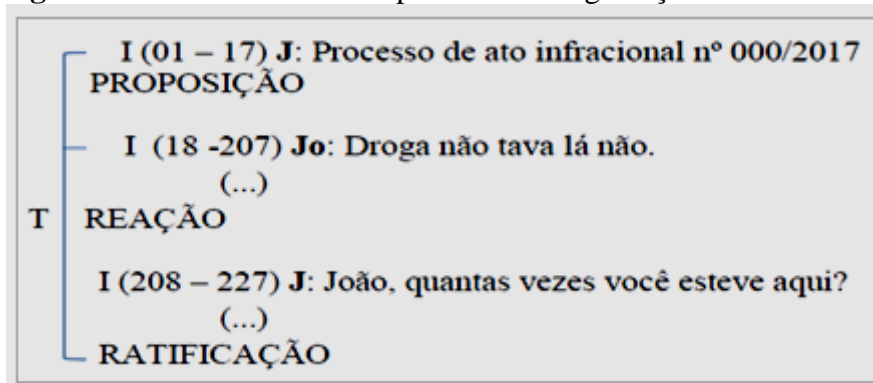 I (01 – 17) J: Processo de ato infracional nº 000/2017
PROPOSIÇÃO
I (18 -207) Jo: Droga não tava lá não.
(...)
T REAÇÃO
I (208 – 227) J: João, quantas vezes você esteve aqui?
(...)
RATIFICAÇÃO